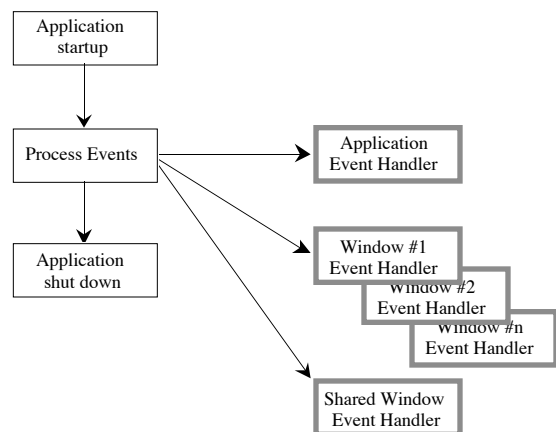 Application
startup
Process Events
Application
shut down
Application
Event Handler
Window #1
Event Handler
Window #2
Event Handler
Window #n
Event Handler
Shared Window
Event Handler